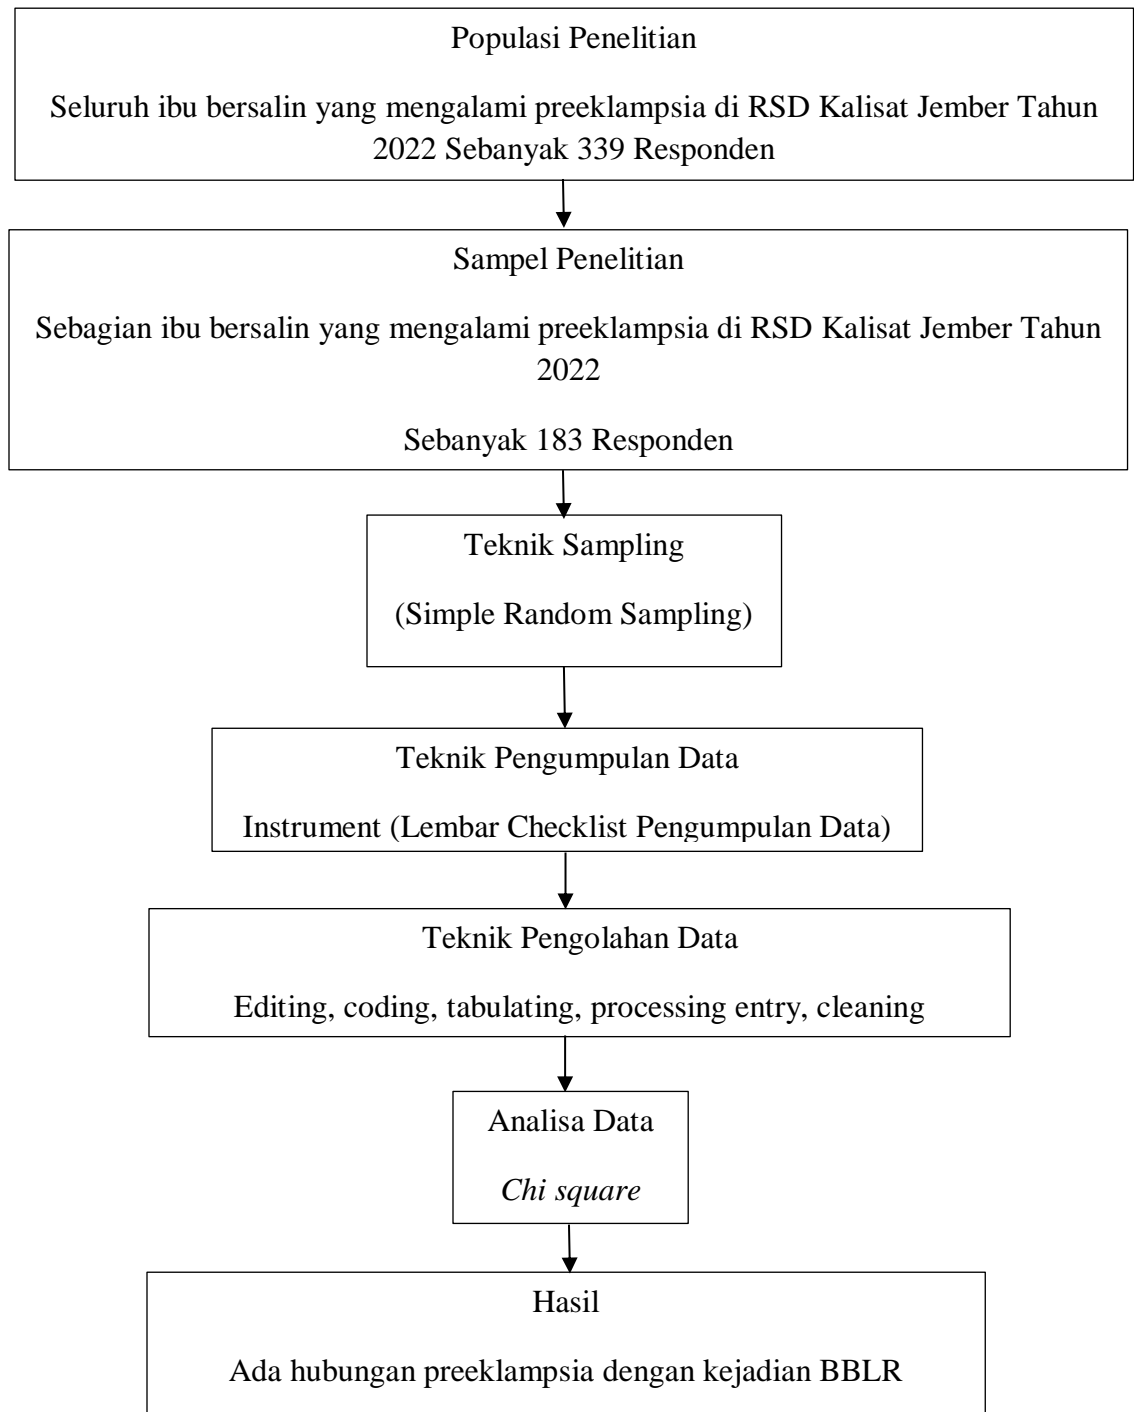 Populasi Penelitian
Seluruh ibu bersalin yang mengalami preeklampsia di RSD Kalisat Jember Tahun
2022 Sebanyak 339 Responden
Sampel Penelitian
Sebagian ibu bersalin yang mengalami preeklampsia di RSD Kalisat Jember Tahun
2022
Sebanyak 183 Responden
Teknik Sampling
(Simple Random Sampling)
Teknik Pengumpulan Data
Instrument (Lembar Checklist Pengumpulan Data)
Teknik Pengolahan Data
Editing, coding, tabulating, processing entry, cleaning
Analisa Data
Chi square
Hasil
Ada hubungan preeklampsia dengan kejadian BBLR